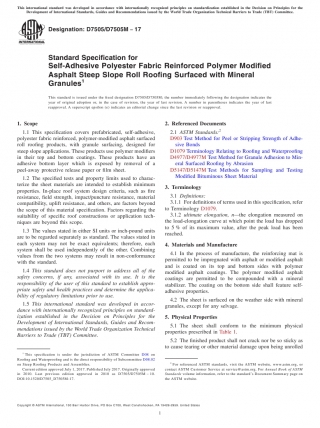 This international standard was developed in accordance with internationally recognized principles on standardization established in the Decision on Principles for the
Development of International Standards, Guides and Recommendations issued by the World Trade Organization Technical Barriers to Trade (TBT) Committee.
Designation: D7505/D7505M − 17
Standard Specification for
Self-Adhesive Polyester Fabric Reinforced Polymer Modified
Asphalt Steep Slope Roll Roofing Surfaced with Mineral
Granules1
This standard is issued under the fixed designation D7505/D7505M; the number immediately following the designation indicates the
year of original adoption or, in the case of revision, the year of last revision. A number in parentheses indicates the year of last
reapproval. A superscript epsilon (ε) indicates an editorial change since the last revision or reapproval.
1. Scope
1.1 This specification covers prefabricated, self-adhesive,
polyester fabric reinforced, polymer-modified asphalt surfaced
roll roofing products, with granule surfacing, designed for
steep slope applications. These products use polymer modifiers
in their top and bottom coatings. These products have an
adhesive bottom layer which is exposed by removal of a
peel-away protective release paper or film sheet.
1.2 The specified tests and property limits used to charac-
terize the sheet materials are intended to establish minimum
properties. In-place roof system design criteria, such as fire
resistance, field strength, impact/puncture resistance, material
compatibility, uplift resistance, and others, are factors beyond
the scope of this material specification. Factors regarding the
suitability of specific roof constructions or application tech-
niques are beyond this scope.
1.3 The values stated in either SI units or inch-pound units
are to be regarded separately as standard. The values stated in
each system may not be exact equivalents; therefore, each
system shall be used independently of the other. Combining
values from the two systems may result in non-conformance
with the standard.
1.4 This standard does not purport to address all of the
safety concerns, if any, associated with its use. It is the
responsibility of the user of this standard to establish appro-
priate safety and health practices and determine the applica-
bility of regulatory limitations prior to use.
1.5 This international standard was developed in accor-
dance with internationally recognized principles on standard-
ization established in the Decision on Principles for the
Development of International Standards, Guides and Recom-
mendations issued by the World Trade Organization Technical
Barriers to Trade (TBT) Committee.
1 This specification is under the jurisdiction of ASTM Committee D08 on
Roofing and Waterproofing and is the direct responsibility of Subcommittee D08.02
on Steep Roofing Products and Assemblies.
Current edition approved July 1, 2017. Published July 2017. Originally approved
in 2010. Last previous edition approved in 2010 as D7505/D7505M – 10.
DOI: 10.1520/D7505_D7505M-17.
2. Referenced Documents
2.1 ASTM Standards:2
D903 Test Method for Peel or Stripping Strength of Adhe-
sive Bonds
D1079 Terminology Relating to Roofing and Waterproofing
D4977/D4977M Test Method for Granule Adhesion to Min-
eral Surfaced Roofing by Abrasion
D5147/D5147M Test Methods for Sampling and Testing
Modified Bituminous Sheet Material
3. Terminology
3.1 Definitions:
3.1.1 For definitions of terms used in this specification, refer
to Terminology D1079.
3.1.2 ultimate elongation, n—the elongation measured on
the load-elongation curve at which point the load has dropped
to 5 % of its maximum value, after the peak load has been
reached.
4. Materials and Manufacture
4.1 In the process of manufacture, the reinforcing mat is
permitted to be impregnated with asphalt or modified asphalt
and is coated on its top and bottom sides with polymer
modified asphalt coatings. The polymer modified asphalt
coatings are permitted to be compounded with a mineral
stabilizer. The coating on the bottom side shall feature self-
adhesive properties.
4.2 The sheet is surfaced on the weather side with mineral
granules, except for any selvage.
5. Physical Properties
5.1 The sheet shall conform to the minimum physical
properties prescribed in Table 1.
5.2 The finished product shall not crack nor be so sticky as
to cause tearing or other material damage upon being unrolled
2 For referenced ASTM standards, visit the ASTM website, www.astm.org, or
contact ASTM Customer Service at service@astm.org. For Annual Book of ASTM
Standards volume information, refer to the standard's Document Summary page on
the ASTM website.
Copyright © ASTM International, 100 Barr Harbor Drive, PO Box C700, West Conshohocken, PA 19428-2959. United States
1